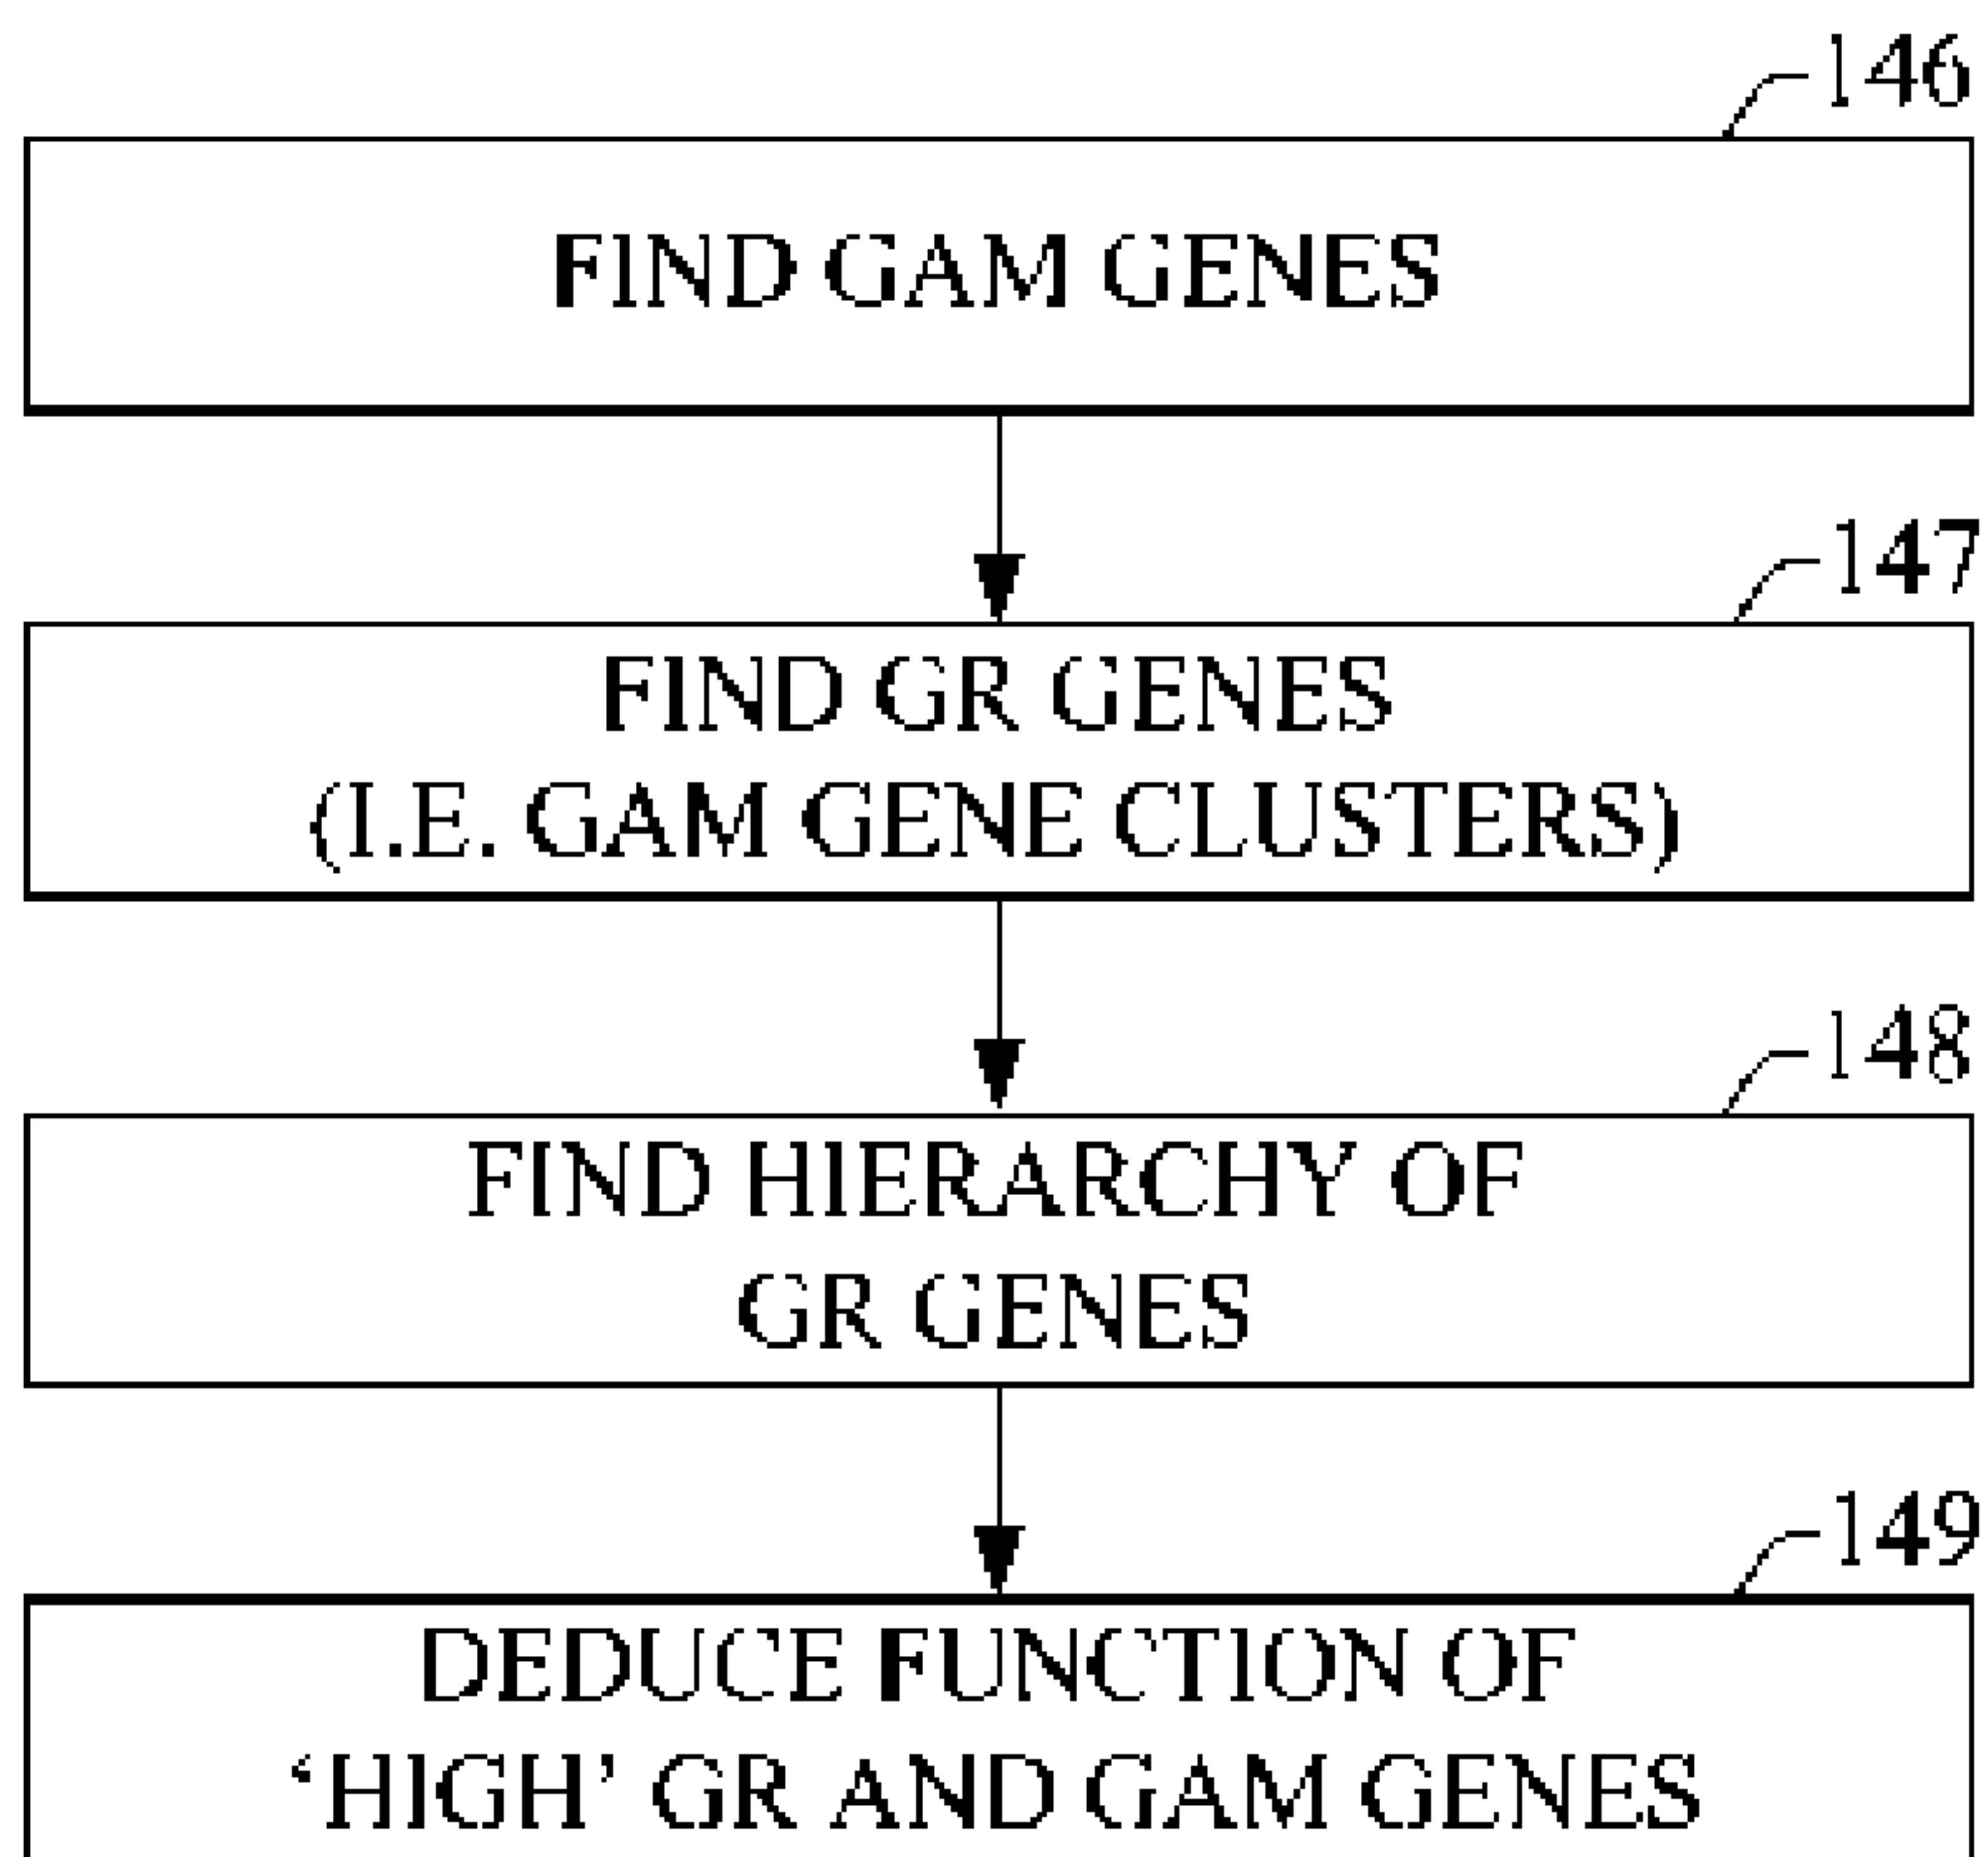 146
FIND GAM GENES
147
FIND GR GENES
(I.E. GAM GENE CLUSTERS)
148
FIND HIERARCHY OF
GR GENES
149
DEDUCE FUNCTION OF
‘HIGH’ GR AND GAM GENES